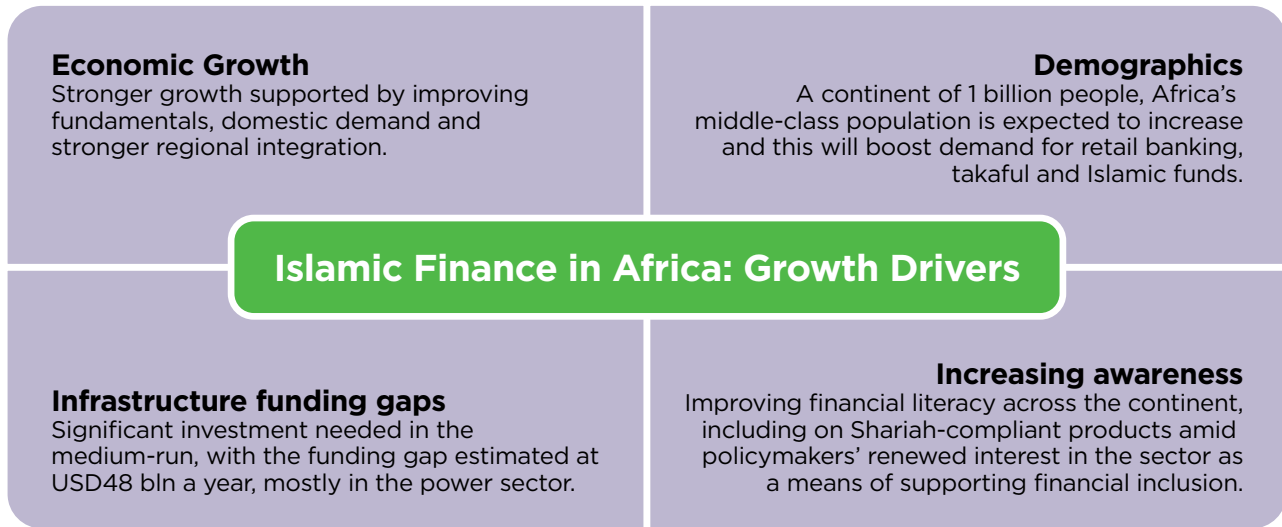 Economic Growth
Stronger growth supported by improving
fundamentals, domestic demand and
stronger regional integration.
Demographics
A continent of 1 billion people, Africa's
middle-class population is expected to increase
and this will boost demand for retail banking,
takaful and Islamic funds.
Islamic Finance in Africa: Growth Drivers
Infrastructure funding gaps
Significant investment needed in the
medium-run, with the funding gap estimated at
USD48 bln a year, mostly in the power sector.
Increasing awareness
Improving financial literacy across the continent,
including on Shariah-compliant products amid
policymakers' renewed interest in the sector as
a means of supporting financial inclusion.